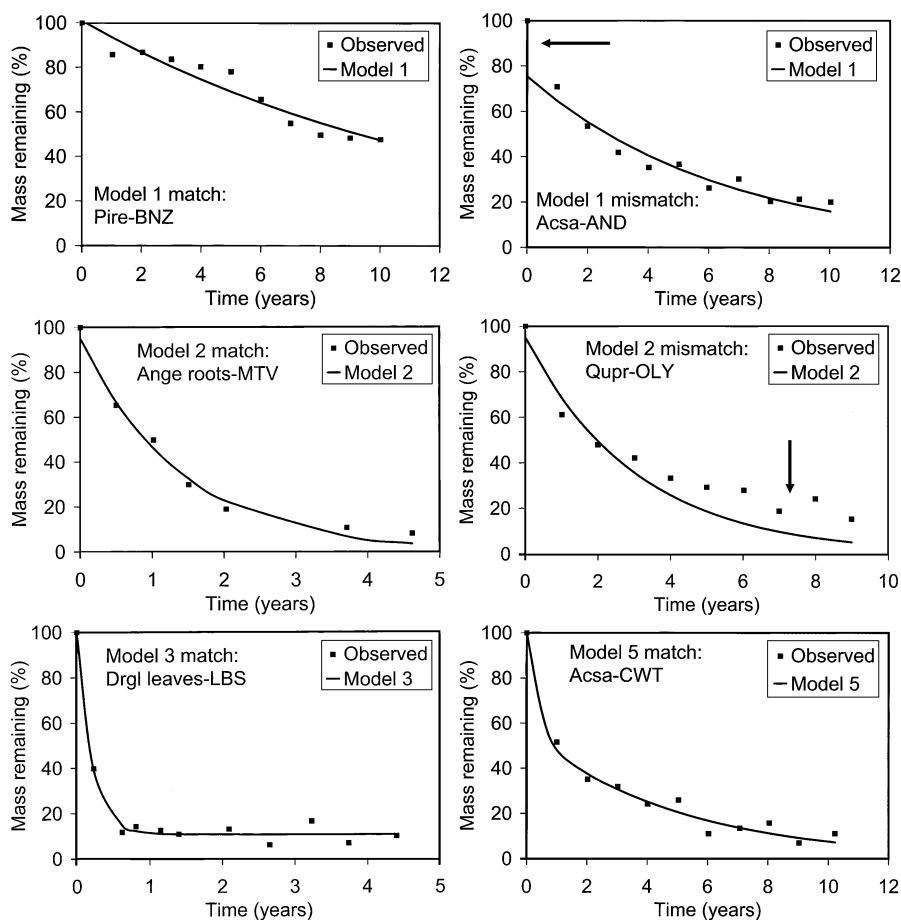 100
80
60
40
20
0
Mass remaining (%)
Observed
Model 1
Model 1 match:
Pire-BNZ
0 2 4 6 8 10 12
Time (years)
100
80
60
40
20
0
Mass remaining (%)
Observed
Model 1
Model 1 mismatch:
Acsa-AND
0 2 4 6 8 10 12
Time (years)
100
80
60
40
20
0
Mass remaining (%)
Model 2 match:
Ange roots-MTV
Observed
Model 2
0 1 2 3 4 5
Time (years)
100
80
60
40
20
0
Mass remaining (%)
Model 2 mismatch:
Qupr-OLY
Observed
Model 2
0 2 4 6 8 10
Time (years)
100
80
60
40
20
0
Mass remaining (%)
Model 3 match:
Drgl leaves-LBS
Observed
Model 3
0 1 2 3 4 5
Time (years)
100
80
60
40
20
0
Mass remaining (%)
Model 5 match:
Acsa-CWT
Observed
Model 5
0 2 4 6 8 10 12
Time (years)